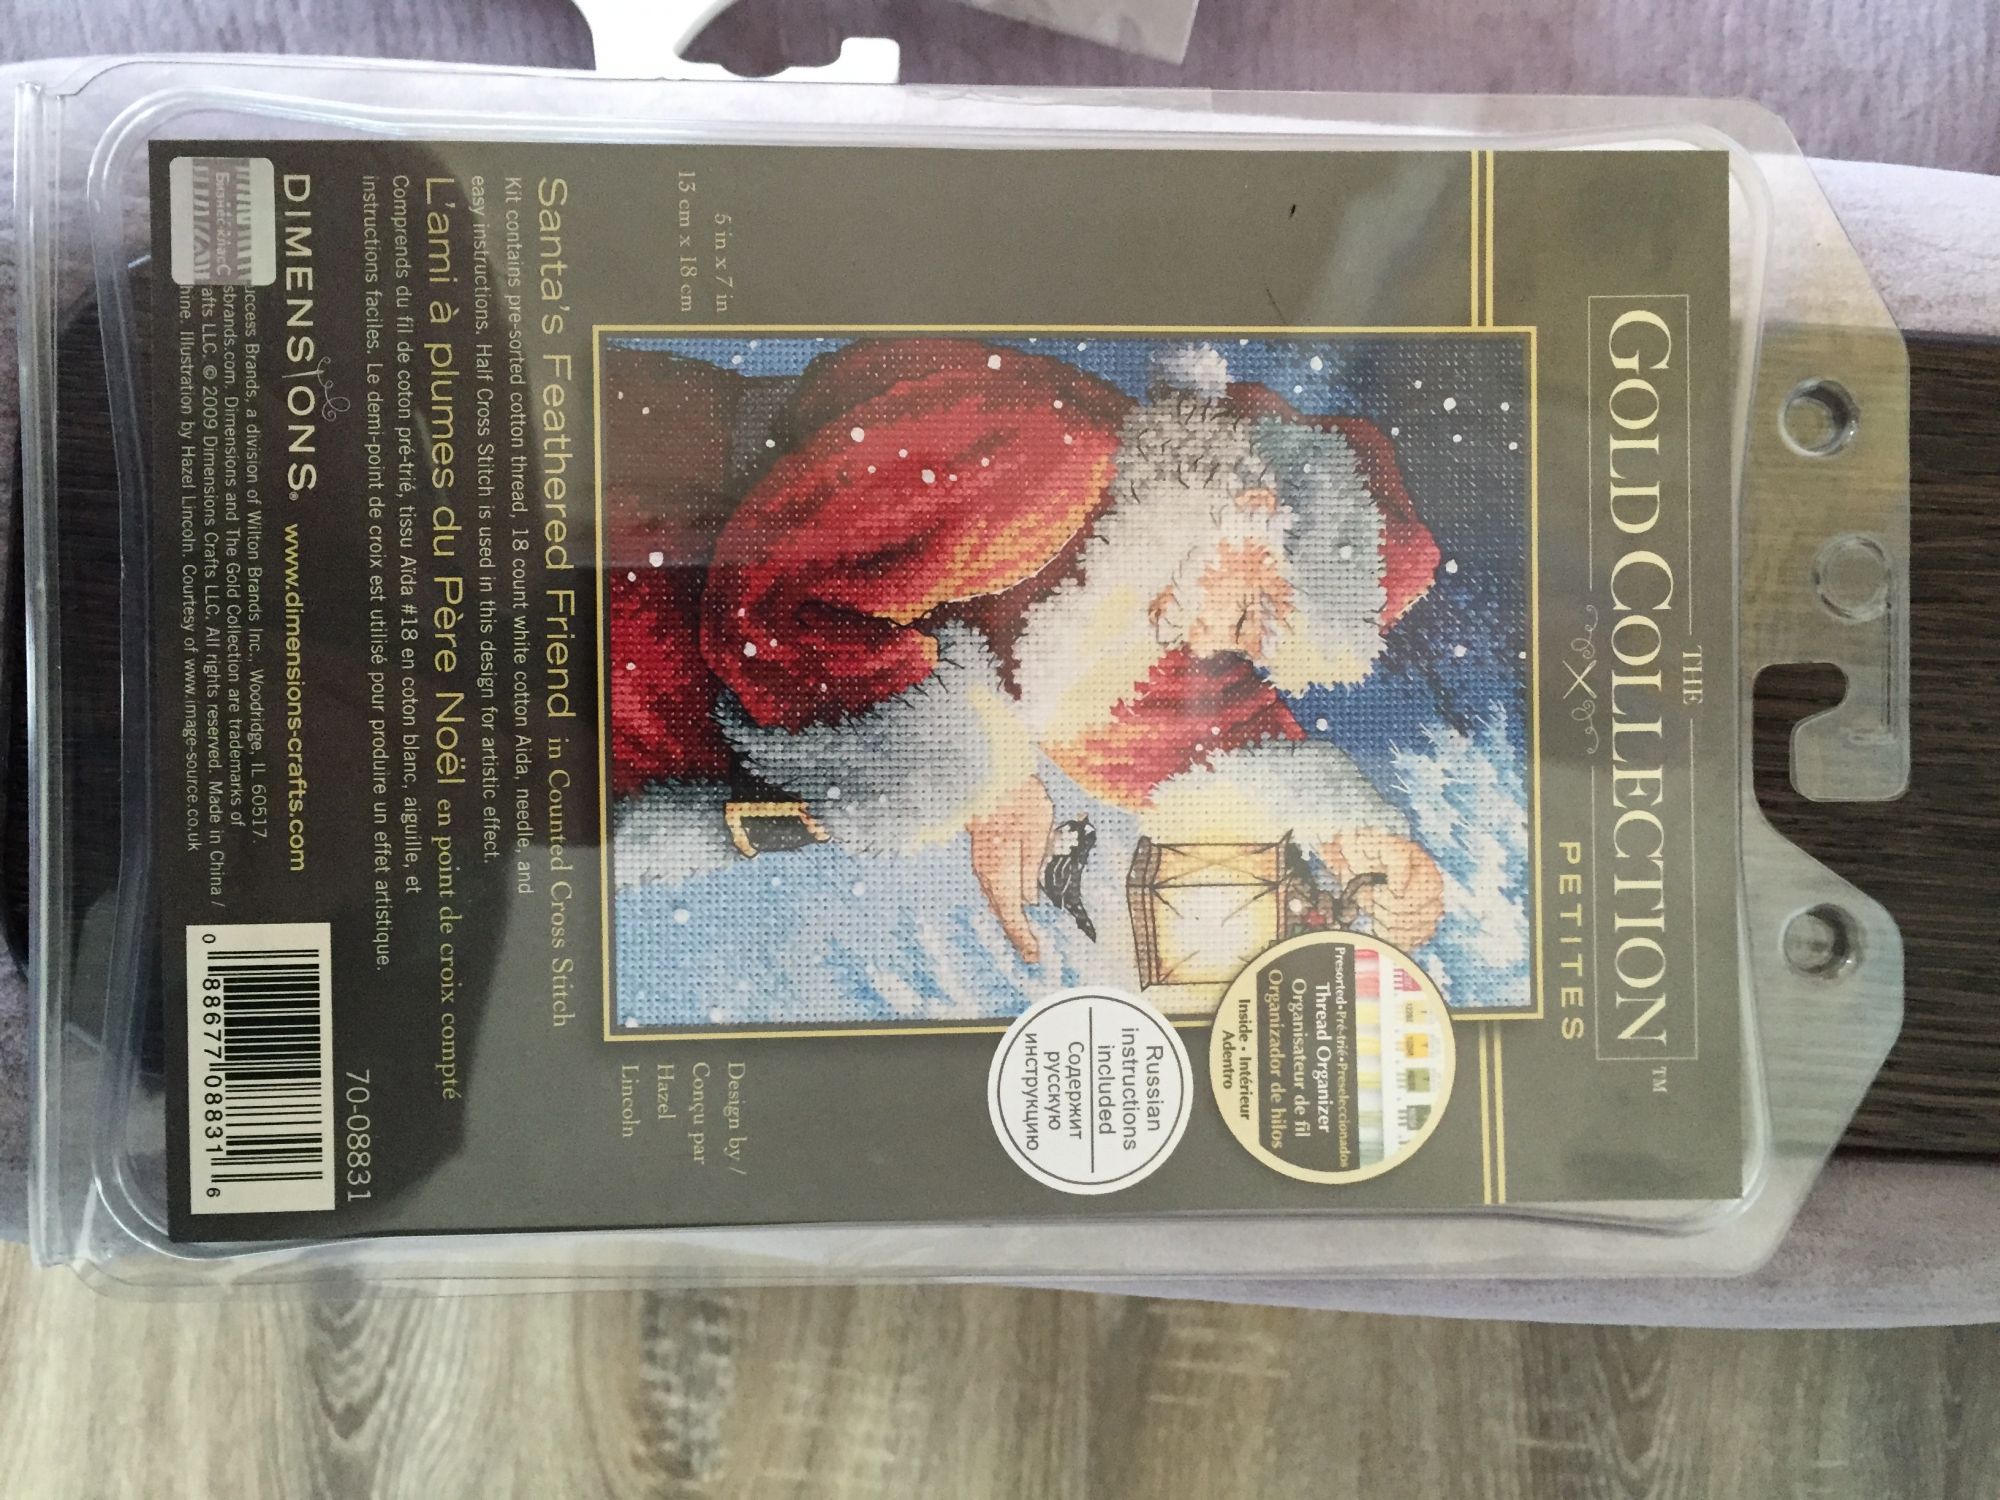 THE
GOLD COLLECTION™
PETITES
Presorted•Pré-trié•Preseleccionados
Thread Organizer
Organisateur de fil
Organizador de hilos
Inside • Intérieur
Adentro
Russian
instructions
included
Содержит
русскую
инструкцию
5 in x 7 in
13 cm x 18 cm
Design by /
Conçu par
Hazel
Lincoln
Santa's Feathered Friend in Counted Cross Stitch
Kit contains pre-sorted cotton thread, 18 count white cotton Aida, needle, and
easy instructions. Half Cross Stitch is used in this design for artistic effect.
L'ami à plumes du Père Noël en point de croix compté
Comprends du fil de coton pré-trié, tissu Aïda #18 en coton blanc, aiguille, et
instructions faciles. Le demi-point de croix est utilisé pour produire un effet artistique.
70-08831
DIMENSIONS® www.dimensions-crafts.com
Brands, a division of Wilton Brands Inc., Woodridge, IL 60517.
Dimensions and The Gold Collection are trademarks of
LLC. © 2009 Dimensions Crafts LLC. All rights reserved. Made in China /
Illustration by Hazel Lincoln. Courtesy of www.image-source.co.uk
Бизнес-класс
0 88677 08831 6